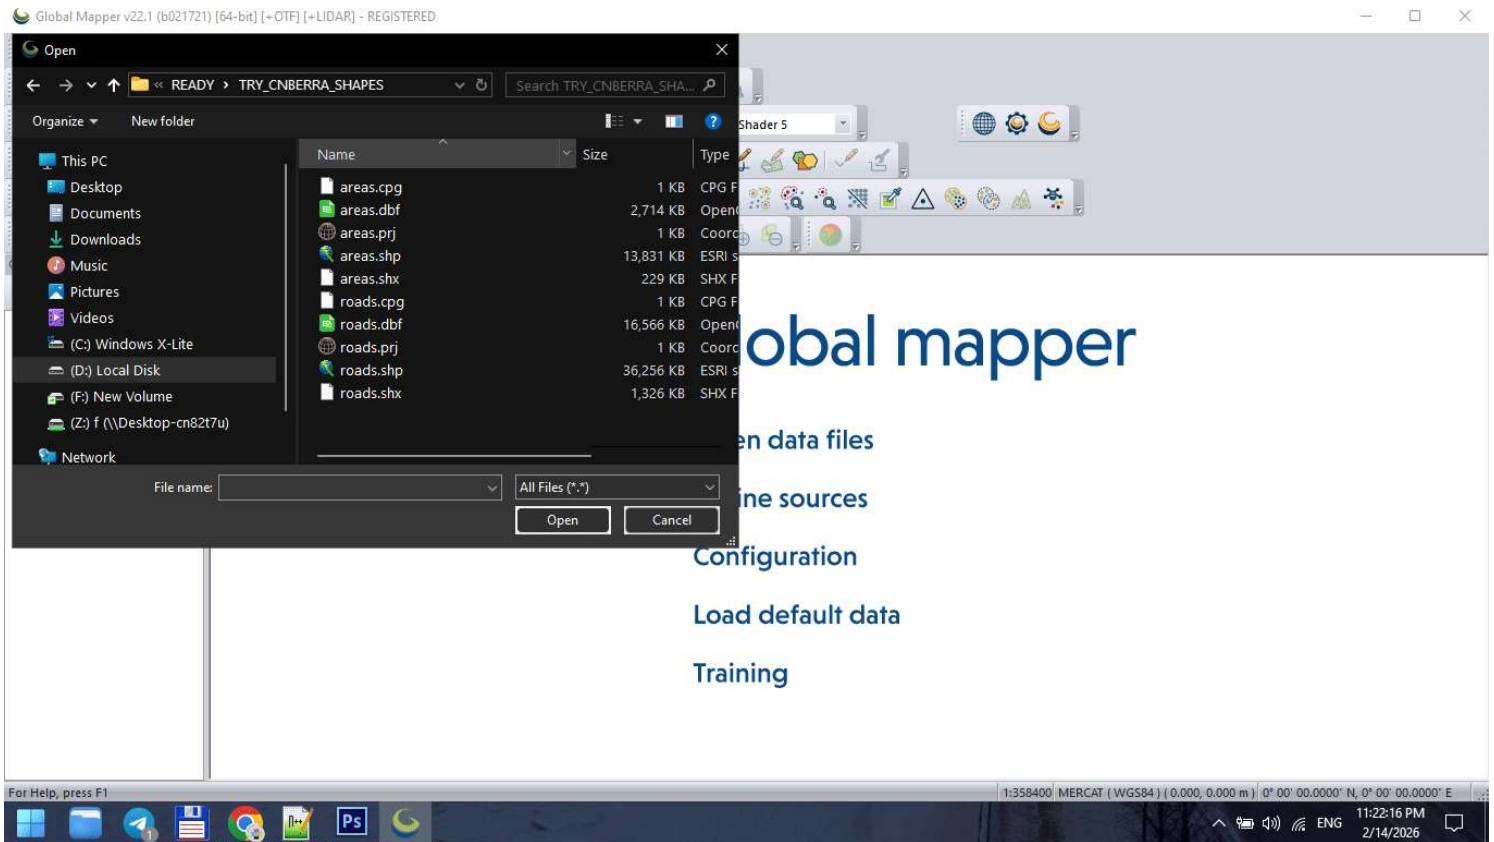 Global Mapper v22.1 (b021721) [64-bit] [+OTF] [+LIDAR] - REGISTERED
Open
« READY > TRY_CNBERRA_SHAPES
Search TRY_CNBERRA_SHA...
Organize
New folder
?
Shader 5
Name
Size
Type
This PC
Desktop
Documents
Downloads
Music
Pictures
Videos
(C:) Windows X-Lite
(D:) Local Disk
(F:) New Volume
(Z:) f (\\Desktop-cn82t7u)
Network
areas.cpg 1 KB CPG F
areas.dbf 2,714 KB Open
areas.prj 1 KB Coord
areas.shp 13,831 KB ESRI s
areas.shx 229 KB SHX F
roads.cpg 1 KB CPG F
roads.dbf 16,566 KB Open
roads.prj 1 KB Coord
roads.shp 36,256 KB ESRI s
roads.shx 1,326 KB SHX F
File name:
All Files (*.*)
Open
Cancel
obal mapper
en data files
ine sources
Configuration
Load default data
Training
For Help, press F1
1:358400 MERCAT ( WGS84 ) ( 0.000, 0.000 m ) 0° 00' 00.0000" N, 0° 00' 00.0000" E
1
Ps
ENG
11:22:16 PM
2/14/2026